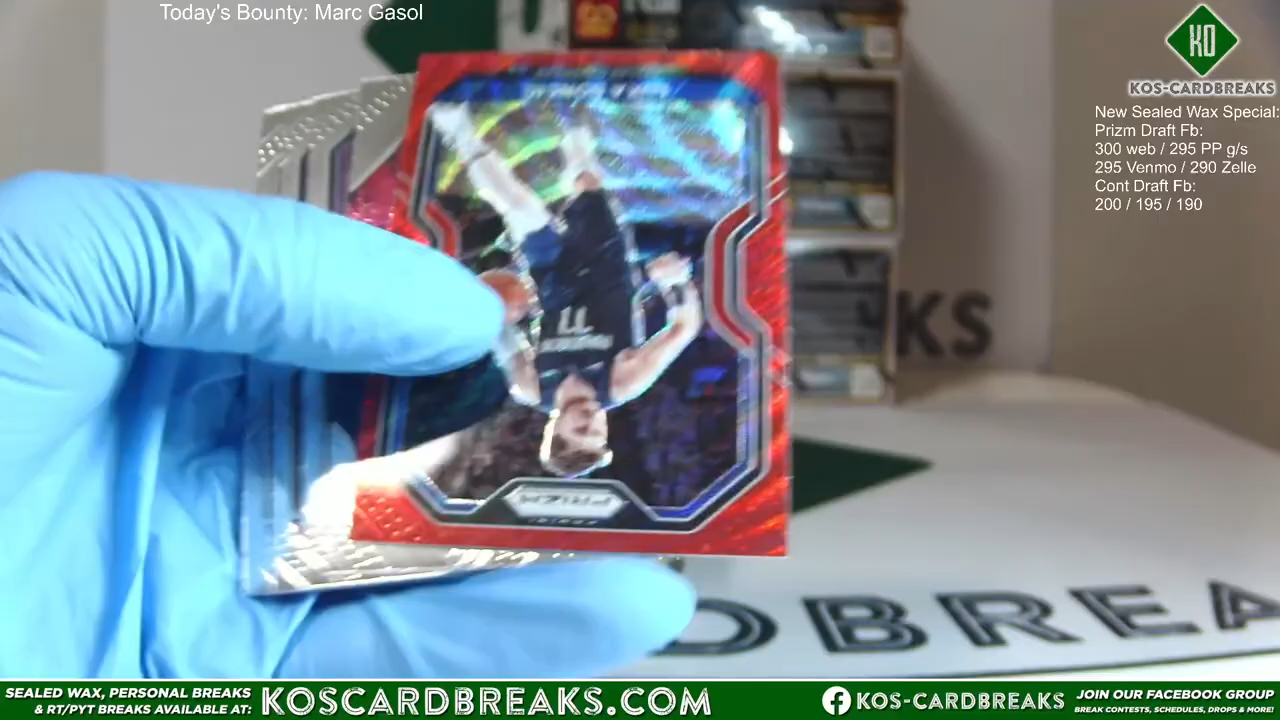 Today's Bounty: Marc Gasol
KO
KOS-CARDBREAKS
New Sealed Wax Special:
Prizm Draft Fb:
300 web / 295 PP g/s
295 Venmo / 290 Zelle
Cont Draft Fb:
200 / 195 / 190
PRIZM
SEALED WAX, PERSONAL BREAKS
& RT/PYT BREAKS AVAILABLE AT:
KOSCARDBREAKS.COM
KOS-CARDBREAKS
JOIN OUR FACEBOOK GROUP
BREAK CONTESTS, SCHEDULES, DROPS & MORE!